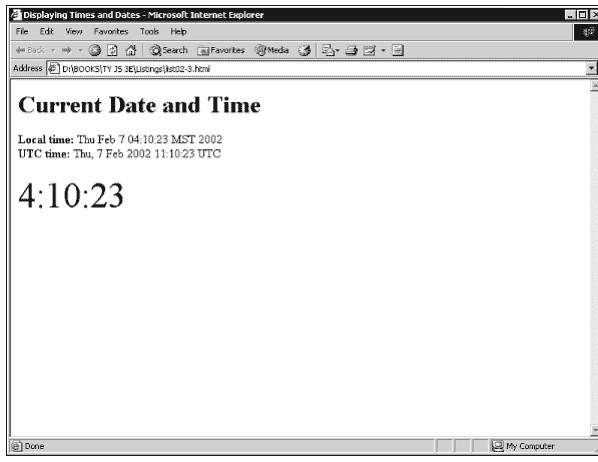 Displaying Times and Dates - Microsoft Internet Explorer
File Edit View Favorites Tools Help
Back Search Favorites Media
Address D:\BOOKS\TY JS 3E\Listings\list02-3.html
Current Date and Time
Local time: Thu Feb 7 04:10:23 MST 2002
UTC time: Thu, 7 Feb 2002 11:10:23 UTC
4:10:23
Done My Computer